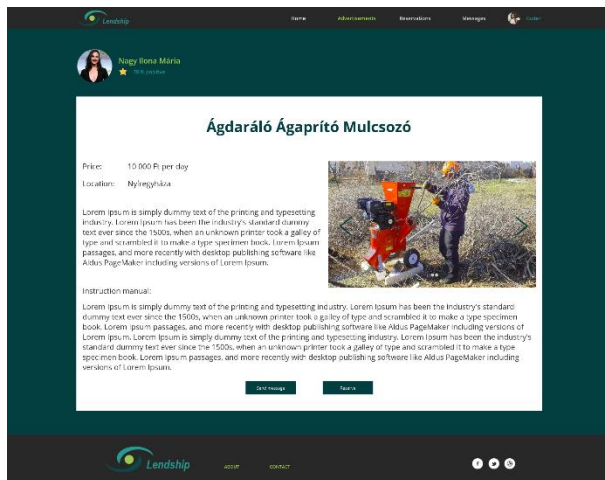 Lendship
Home
Advertisements
Reservations
Messages
Nagy Ilona Mária
Ágdaráló Ágaprító Mulcsozó
Price: 10 000 Ft per day
Location: Nyíregyháza
Lorem Ipsum is simply dummy text of the printing and typesetting
industry. Lorem Ipsum has been the industry's standard dummy
text ever since the 1500s, when an unknown printer took a galley of
type and scrambled it to make a type specimen book. Lorem Ipsum
passages, and more recently with desktop publishing software like
Aldus PageMaker including versions of Lorem Ipsum.
Instruction manual:
Lorem Ipsum is simply dummy text of the printing and typesetting industry. Lorem Ipsum has been the industry's standard
dummy text ever since the 1500s, when an unknown printer took a galley of type and scrambled it to make a type specimen
book. Lorem Ipsum passages, and more recently with desktop publishing software like Aldus PageMaker including versions of
Lorem Ipsum. Lorem Ipsum is simply dummy text of the printing and typesetting industry. Lorem Ipsum has been the industry's
standard dummy text ever since the 1500s, when an unknown printer took a galley of type and scrambled it to make a type
specimen book. Lorem Ipsum passages, and more recently with desktop publishing software like Aldus PageMaker including
versions of Lorem Ipsum.
Send message
Reserve
Lendship
ABOUT
CONTACT